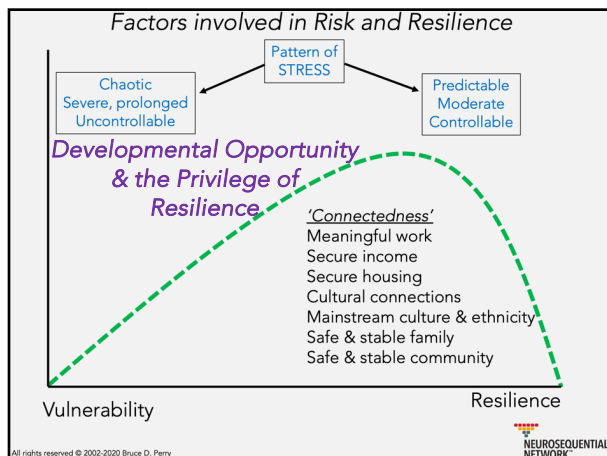 Factors involved in Risk and Resilience
Pattern of
STRESS
Chaotic
Severe, prolonged
Uncontrollable
Predictable
Moderate
Controllable
Developmental Opportunity
& the Privilege of
Resilience
'Connectedness'
Meaningful work
Secure income
Secure housing
Cultural connections
Mainstream culture & ethnicity
Safe & stable family
Safe & stable community
Vulnerability
Resilience
All rights reserved © 2002-2020 Bruce D. Perry
NEUROSEQUENTIAL
NETWORK™